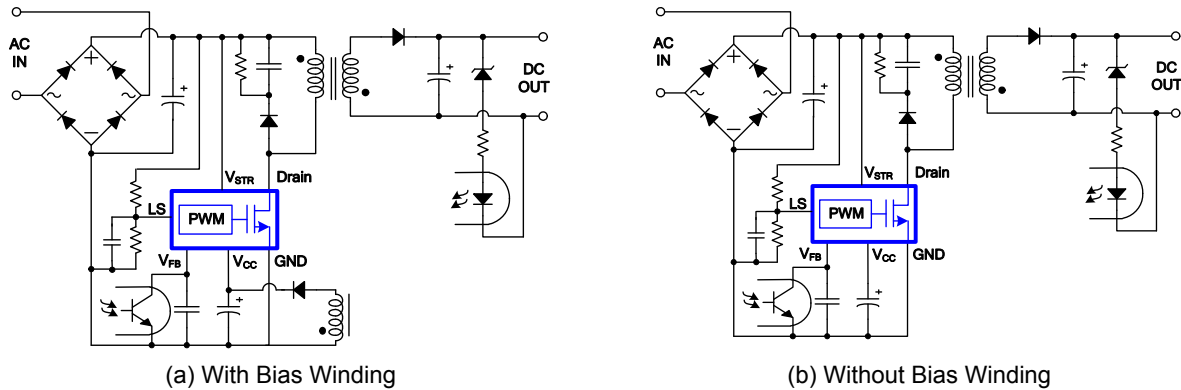 AC
IN
+
~
~
−
+
+
DC
OUT
VSTR
Drain
LS
PWM
VFB
VCC
GND
+
(a) With Bias Winding
AC
IN
+
~
~
−
+
+
DC
OUT
VSTR
Drain
LS
PWM
VFB
VCC
GND
+
(b) Without Bias Winding